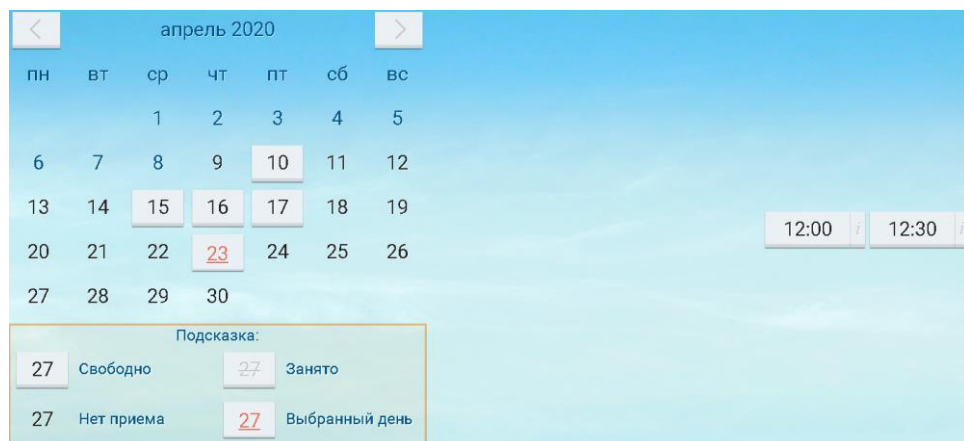 < апрель 2020 >
пн вт ср чт пт сб вс
1 2 3 4 5
6 7 8 9 10 11 12
13 14 15 16 17 18 19
12:00 i 12:30 i
20 21 22 23 24 25 26
27 28 29 30
Подсказка:
27 Свободно 27 Занято
27 Нет приема 27 Выбранный день